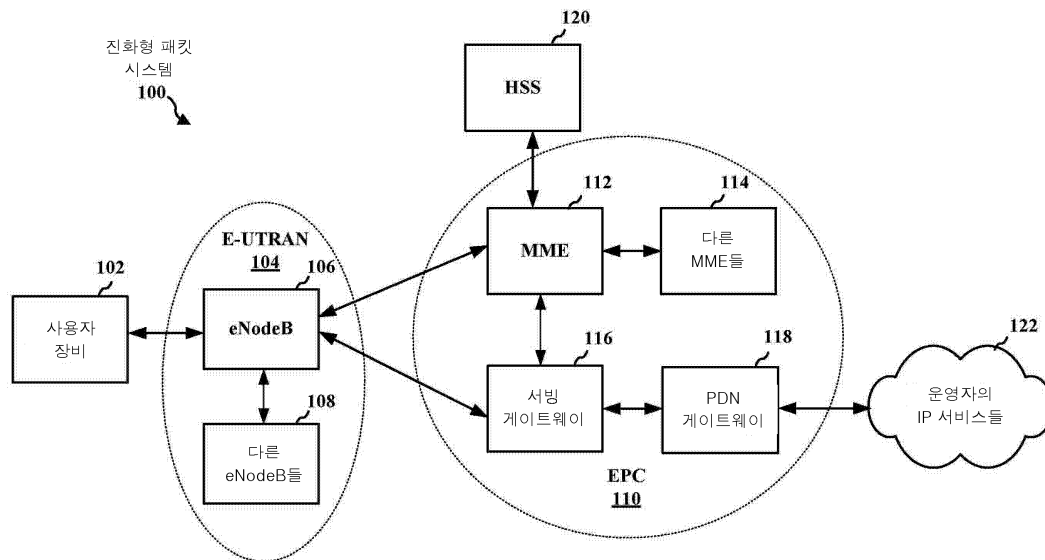 진화형 패킷
시스템
100
120
HSS
112
MME
114
다른
MME들
E-UTRAN
104
106
eNodeB
102
사용자
장비
108
다른
eNodeB들
116
서빙
게이트웨이
118
PDN
게이트웨이
122
운영자의
IP 서비스들
EPC
110